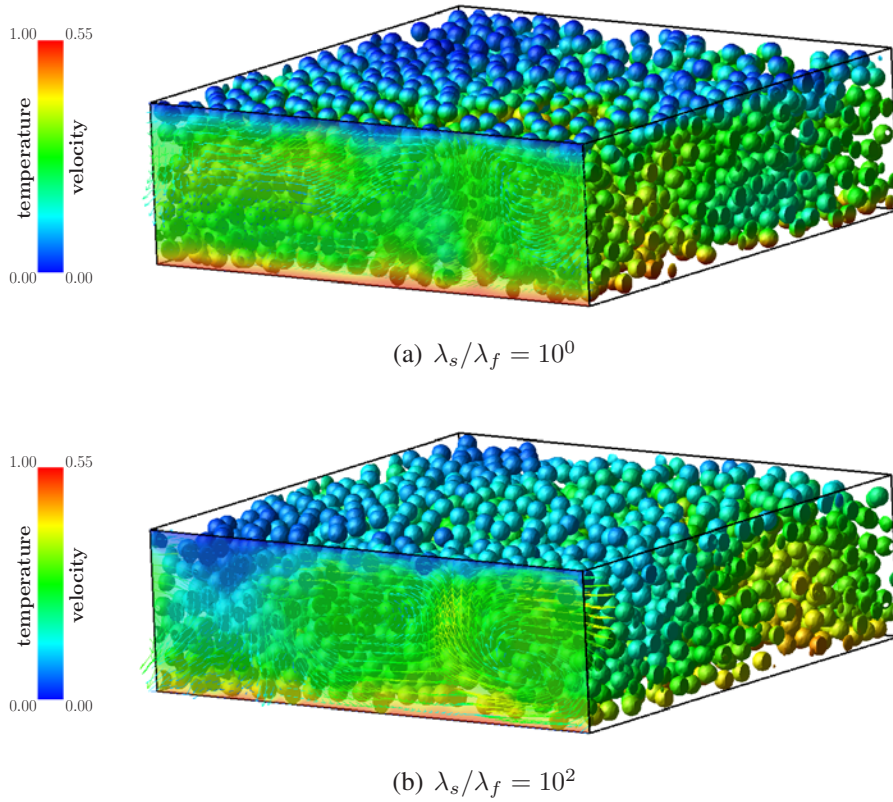 1.00 0.55
temperature
velocity
0.00 0.00
(a) λ_s/λ_f = 10^0
1.00 0.55
temperature
velocity
0.00 0.00
(b) λ_s/λ_f = 10^2